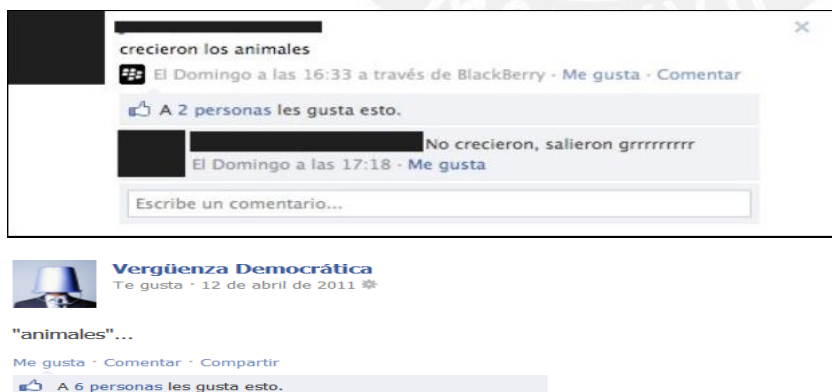 crecieron los animales
El Domingo a las 16:33 a través de BlackBerry · Me gusta · Comentar
A 2 personas les gusta esto.
No crecieron, salieron grrrrrrrrr
El Domingo a las 17:18 · Me gusta
Escribe un comentario...
Vergüenza Democrática
Te gusta · 12 de abril de 2011
"animales"...
Me gusta · Comentar · Compartir
A 6 personas les gusta esto.